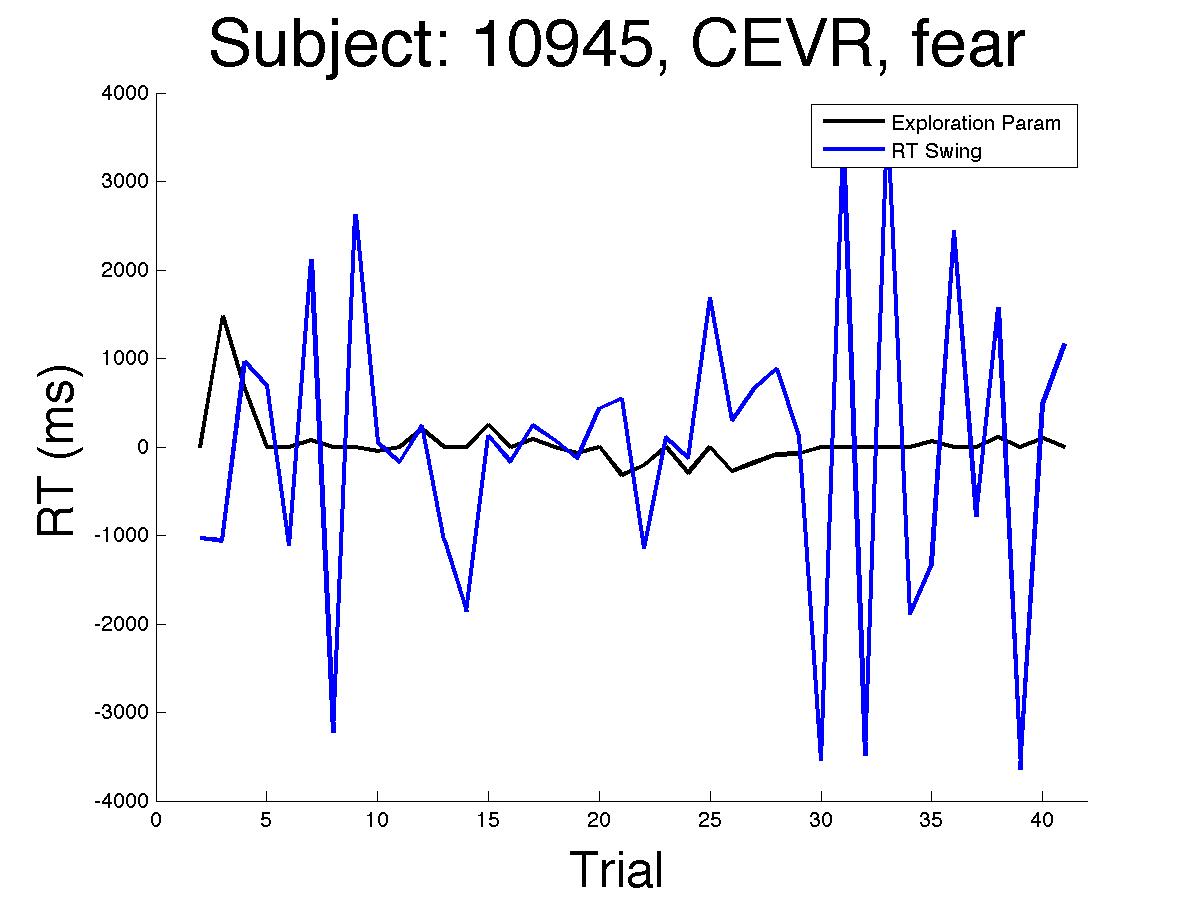 Subject: 10945, CEVR, fear
4000
3000
2000
1000
0
-1000
-2000
-3000
-4000
RT (ms)
Exploration Param
RT Swing
0 5 10 15 20 25 30 35 40
Trial